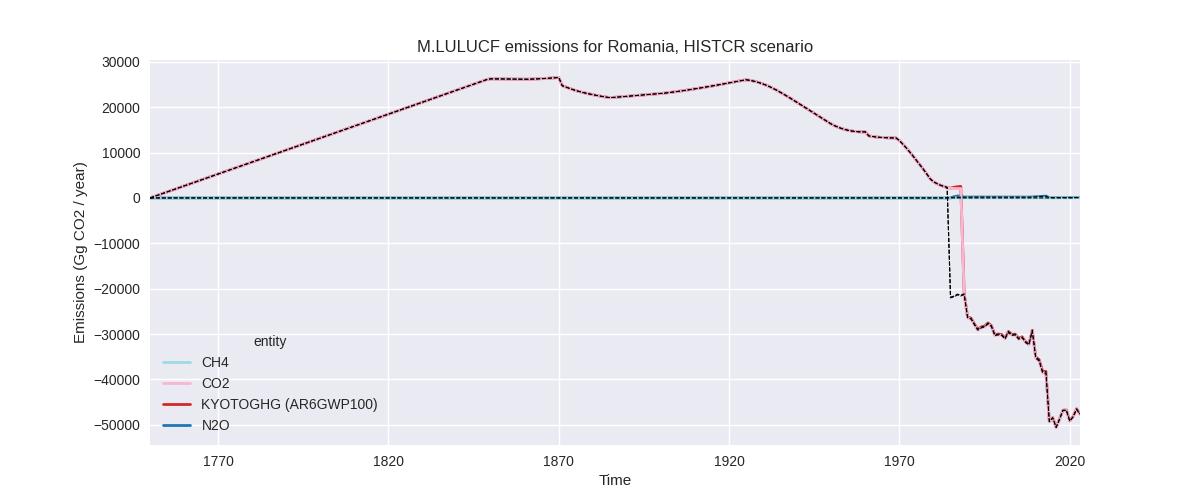 M.LULUCF emissions for Romania, HISTCR scenario
30000
20000
10000
0
−10000
−20000
−30000
−40000
−50000
Emissions (Gg CO2 / year)
entity
CH4
CO2
KYOTOGHG (AR6GWP100)
N2O
1770
1820
1870
1920
1970
2020
Time